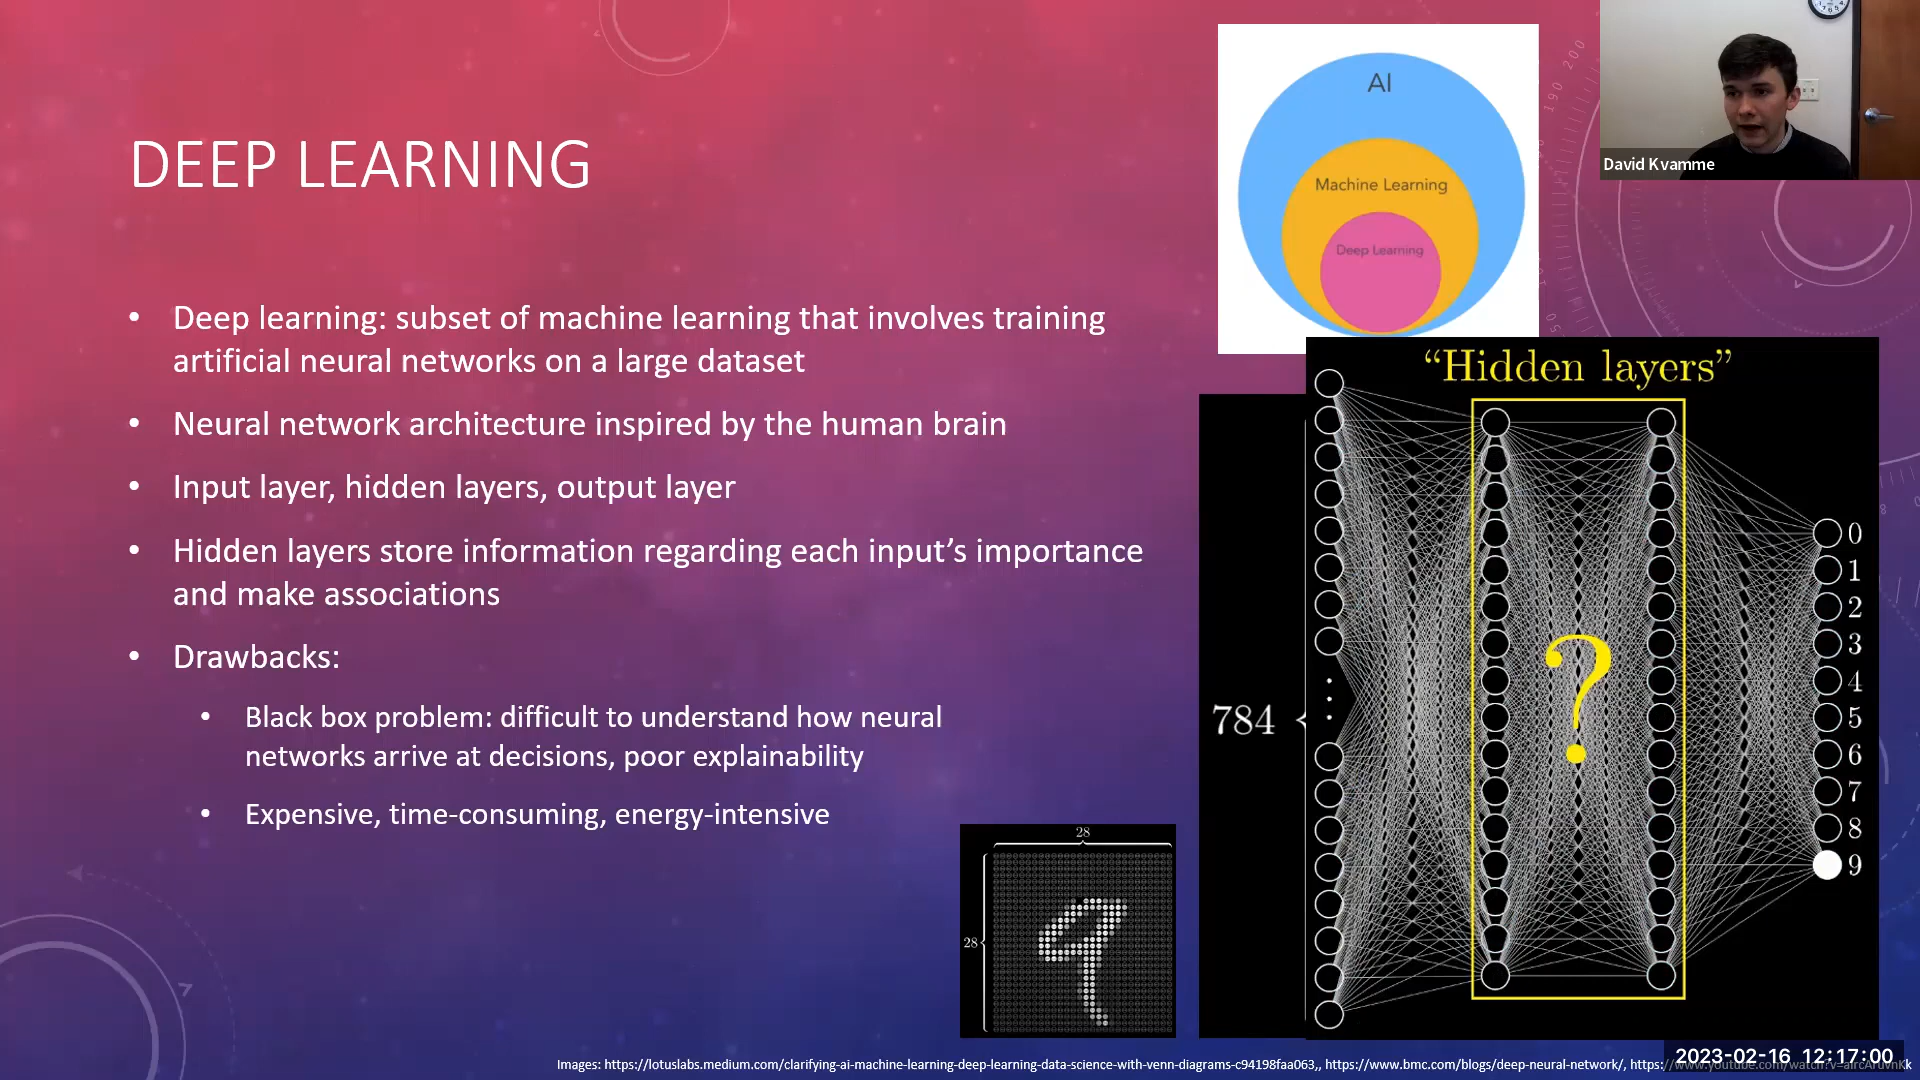 DEEP LEARNING
• Deep learning: subset of machine learning that involves training
artificial neural networks on a large dataset
• Neural network architecture inspired by the human brain
• Input layer, hidden layers, output layer
• Hidden layers store information regarding each input’s importance
and make associations
• Drawbacks:
• Black box problem: difficult to understand how neural
networks arrive at decisions, poor explainability
• Expensive, time-consuming, energy-intensive
AI
Machine Learning
Deep Learning
190 200
David Kvamme
“Hidden layers”
784
?
0
1
2
3
4
5
6
7
8
9
28
28
Images: https://lotuslabs.medium.com/clarifying-ai-machine-learning-deep-learning-data-science-with-venn-diagrams-c94198faa063,, https://www.bmc.com/blogs/deep-neural-network/, https:
2023-02-16 12:17:00